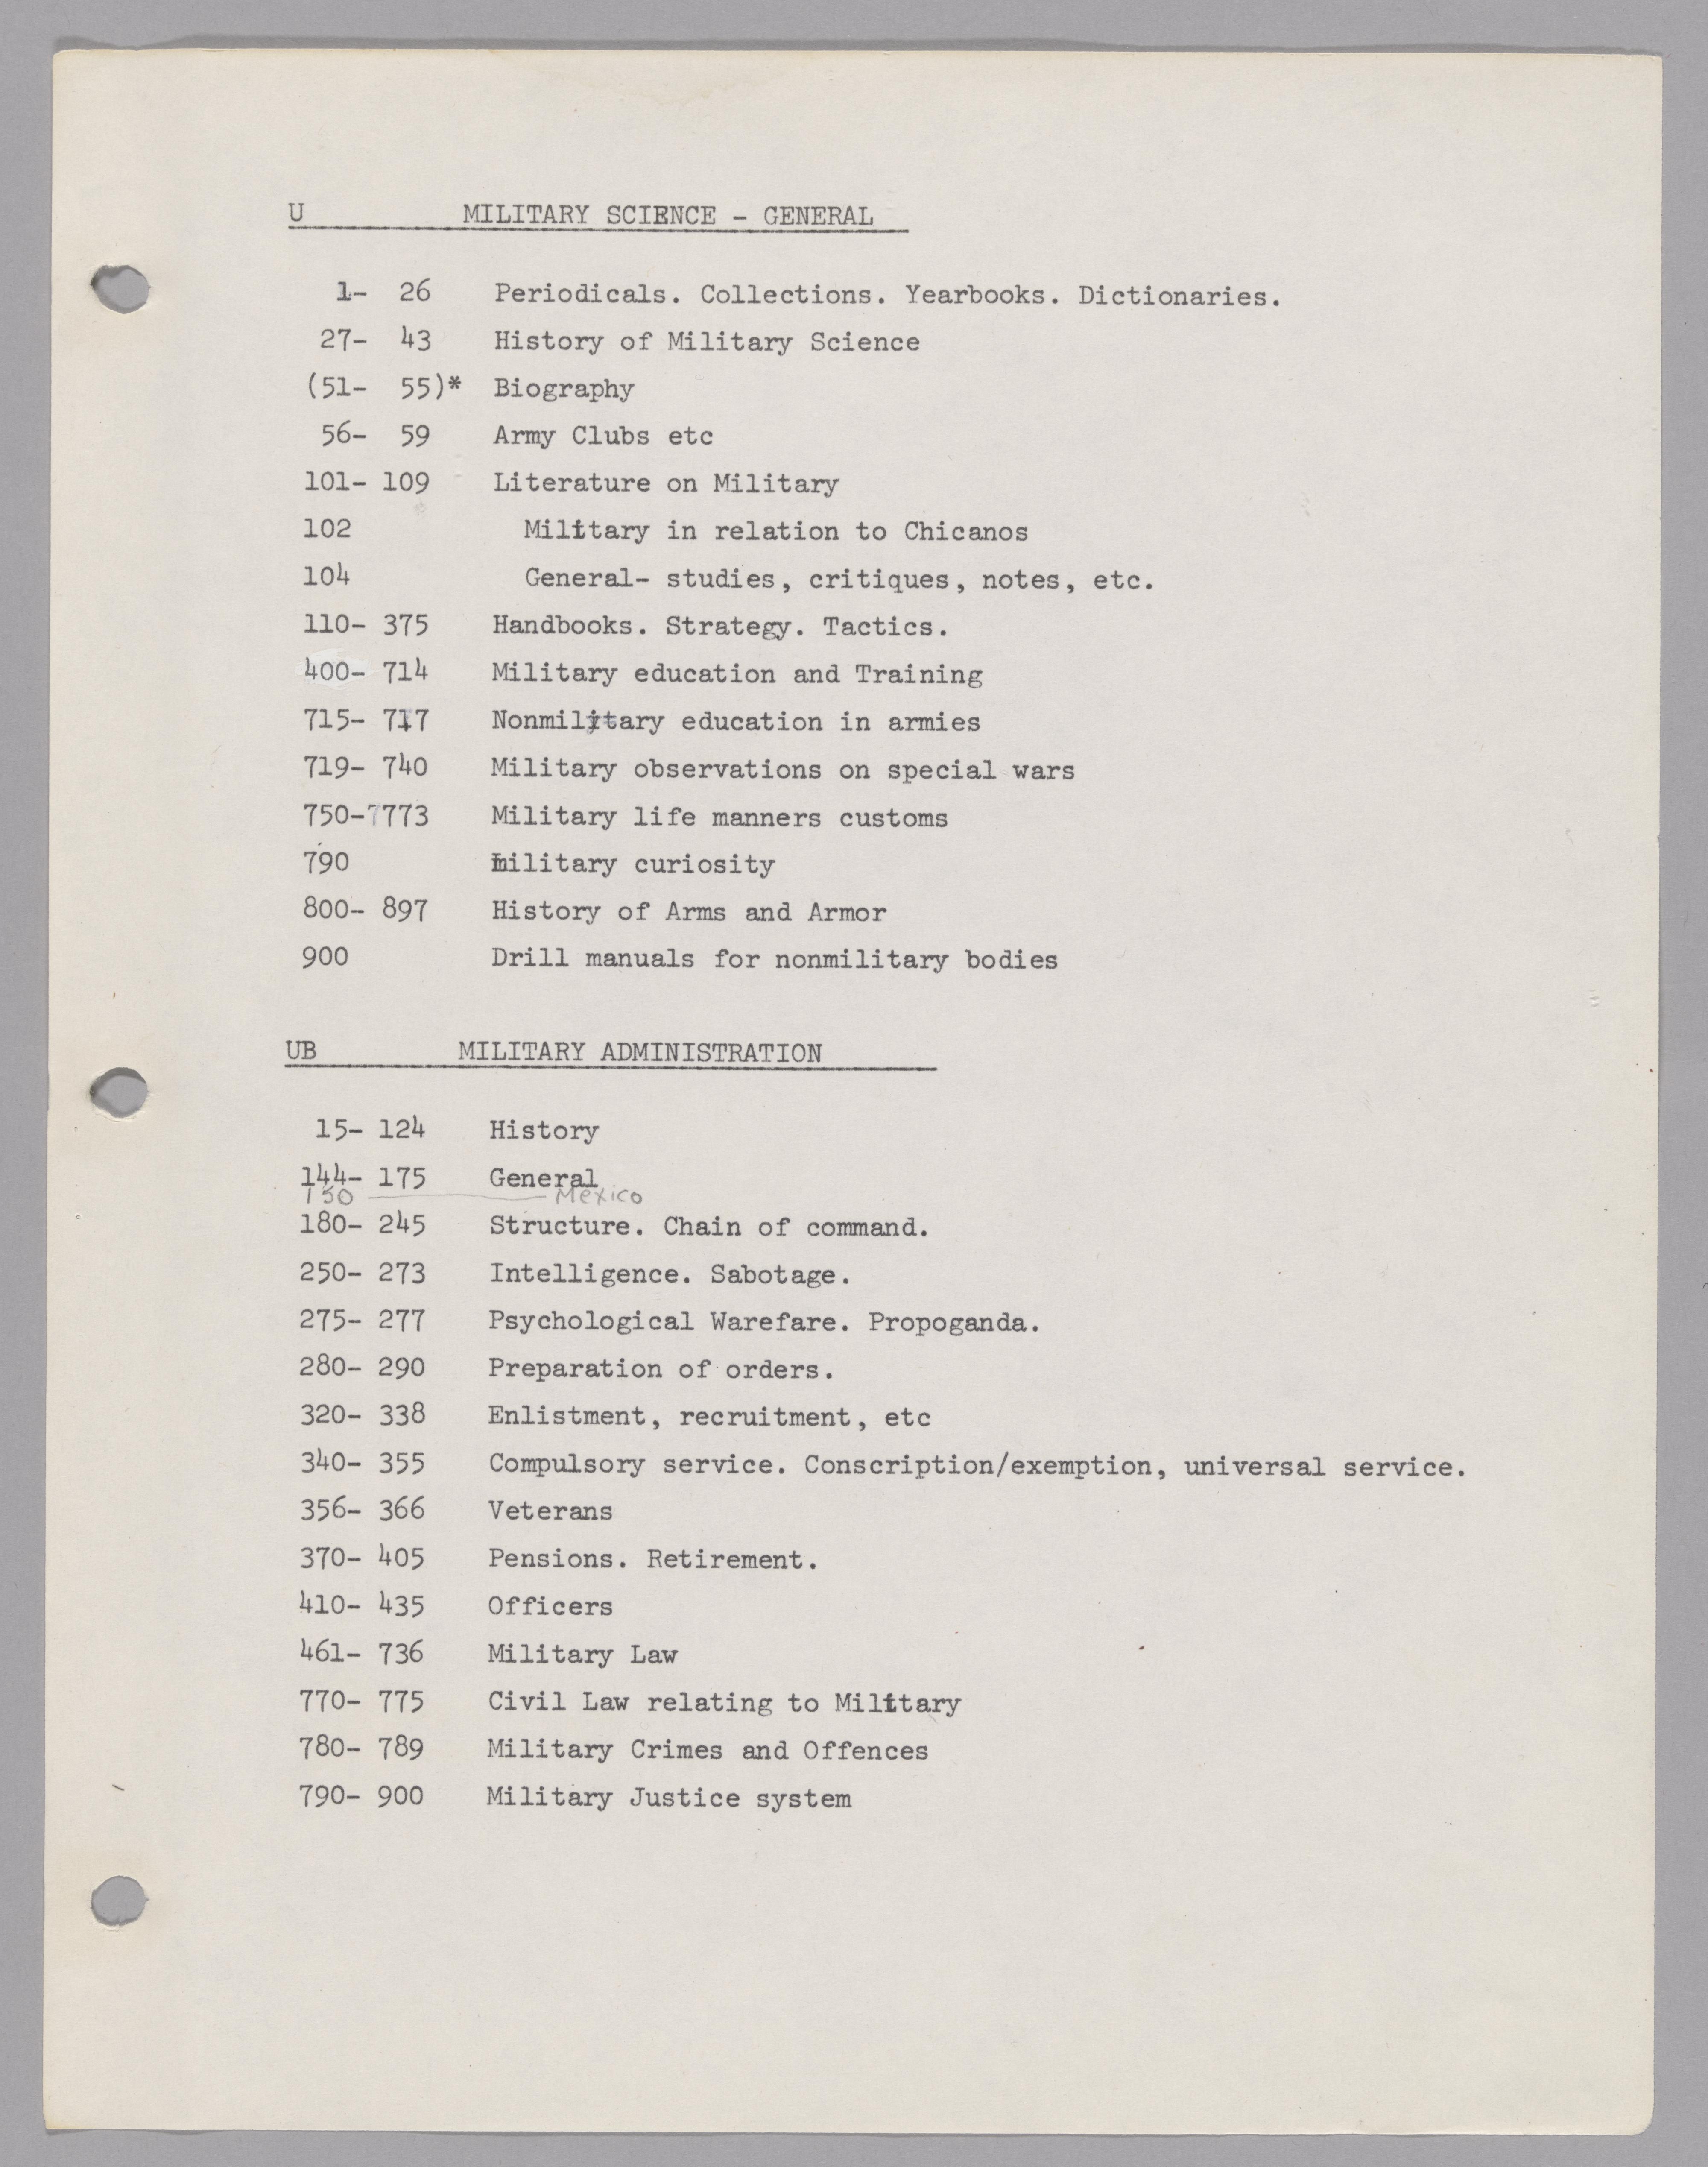 U MILITARY SCIENCE - GENERAL
1- 26 Periodicals. Collections. Yearbooks. Dictionaries.
27- 43 History of Military Science
(51- 55)* Biography
56- 59 Army Clubs etc
101- 109 Literature on Military
102 Military in relation to Chicanos
104 General- studies, critiques, notes, etc.
110- 375 Handbooks. Strategy. Tactics.
400- 714 Military education and Training
715- 717 Nonmilitary education in armies
719- 740 Military observations on special wars
750- 773 Military life manners customs
790 military curiosity
800- 897 History of Arms and Armor
900 Drill manuals for nonmilitary bodies
UB MILITARY ADMINISTRATION
15- 124 History
144- 175 General
150 — Mexico
180- 245 Structure. Chain of command.
250- 273 Intelligence. Sabotage.
275- 277 Psychological Warefare. Propoganda.
280- 290 Preparation of orders.
320- 338 Enlistment, recruitment, etc
340- 355 Compulsory service. Conscription/exemption, universal service.
356- 366 Veterans
370- 405 Pensions. Retirement.
410- 435 Officers
461- 736 Military Law
770- 775 Civil Law relating to Military
780- 789 Military Crimes and Offences
790- 900 Military Justice system